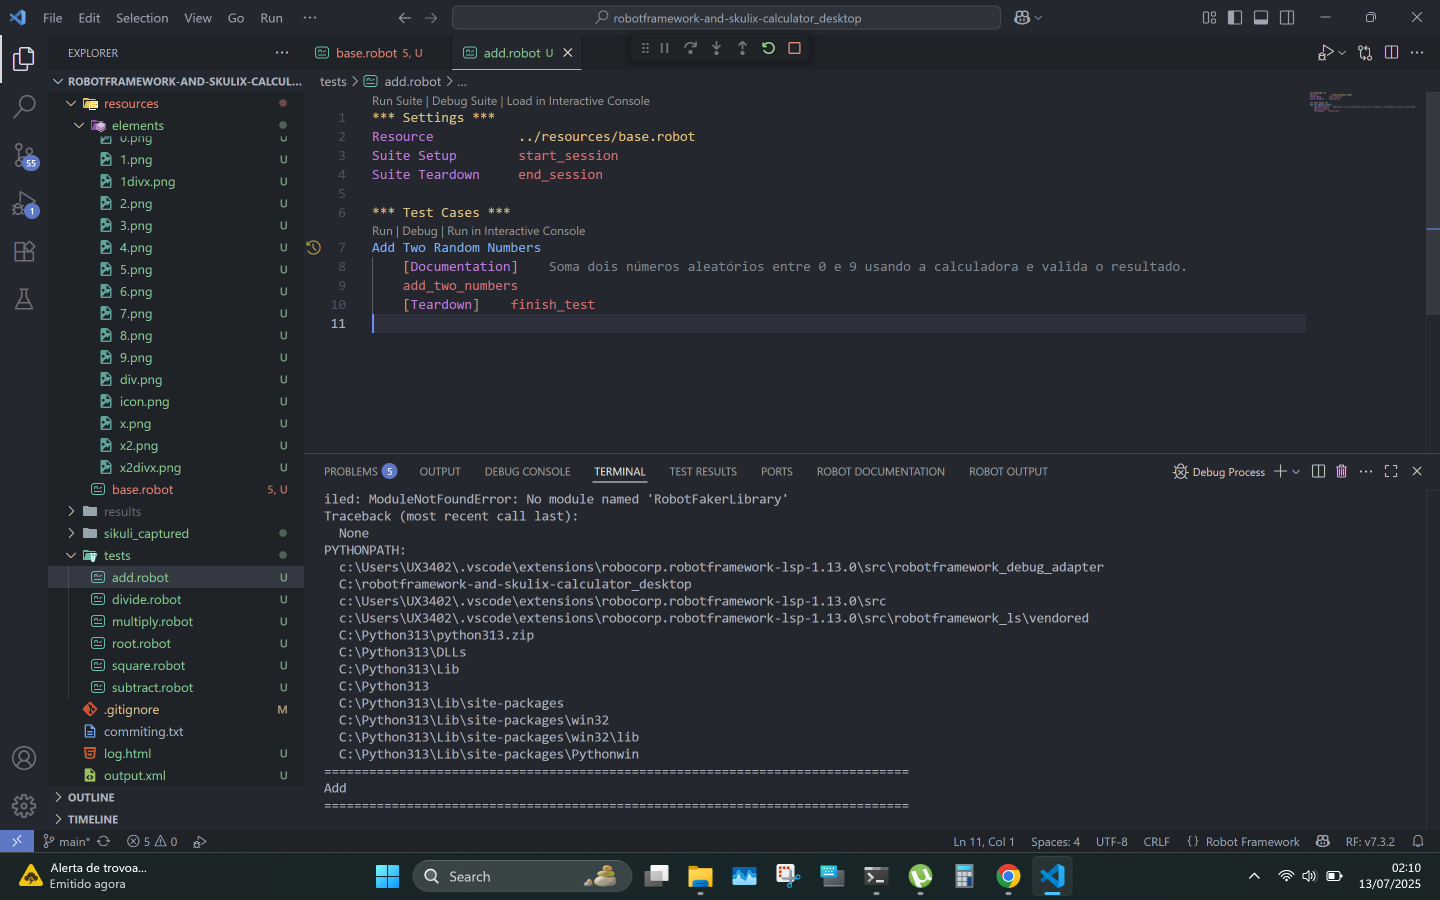 File Edit Selection View Go Run ···
robotframework-and-skulix-calculator_desktop
EXPLORER
ROBOTFRAMEWORK-AND-SKULIX-CALCUL...
resources
elements
0.png U
1.png U
1divx.png U
2.png U
3.png U
4.png U
5.png U
6.png U
7.png U
8.png U
9.png U
div.png U
icon.png U
x.png U
x2.png U
x2divx.png U
base.robot 5, U
results
sikuli_captured
tests
add.robot U
divide.robot U
multiply.robot U
root.robot U
square.robot U
subtract.robot U
.gitignore M
commiting.txt
log.html U
output.xml U
OUTLINE
TIMELINE
55
1
base.robot 5, U
add.robot U
tests > add.robot > ...
Run Suite | Debug Suite | Load in Interactive Console
1 *** Settings ***
2 Resource ../resources/base.robot
3 Suite Setup start_session
4 Suite Teardown end_session
5
6 *** Test Cases ***
Run | Debug | Run in Interactive Console
7 Add Two Random Numbers
8 [Documentation] Soma dois números aleatórios entre 0 e 9 usando a calculadora e valida o resultado.
9 add_two_numbers
10 [Teardown] finish_test
11
PROBLEMS 5 OUTPUT DEBUG CONSOLE TERMINAL TEST RESULTS PORTS ROBOT DOCUMENTATION ROBOT OUTPUT
Debug Process
iled: ModuleNotFoundError: No module named 'RobotFakerLibrary'
Traceback (most recent call last):
None
PYTHONPATH:
c:\Users\UX3402\.vscode\extensions\robocorp.robotframework-lsp-1.13.0\src\robotframework_debug_adapter
C:\robotframework-and-skulix-calculator_desktop
c:\Users\UX3402\.vscode\extensions\robocorp.robotframework-lsp-1.13.0\src
c:\Users\UX3402\.vscode\extensions\robocorp.robotframework-lsp-1.13.0\src\robotframework_ls\vendored
C:\Python313\python313.zip
C:\Python313\DLLs
C:\Python313\Lib
C:\Python313
C:\Python313\Lib\site-packages
C:\Python313\Lib\site-packages\win32
C:\Python313\Lib\site-packages\win32\lib
C:\Python313\Lib\site-packages\Pythonwin
==============================================================================
Add
==============================================================================
main* 5 0
Ln 11, Col 1 Spaces: 4 UTF-8 CRLF {} Robot Framework RF: v7.3.2
Alerta de trovoa...
Emitido agora
Search
02:10
13/07/2025